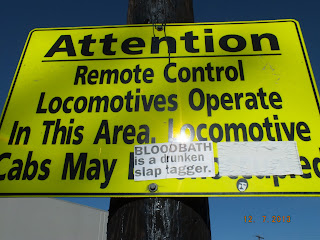 Attention
Remote Control
Locomotives Operate
In This Area. Locomotive
Cabs May
BLOODBATH
is a drunken
slap tagger.